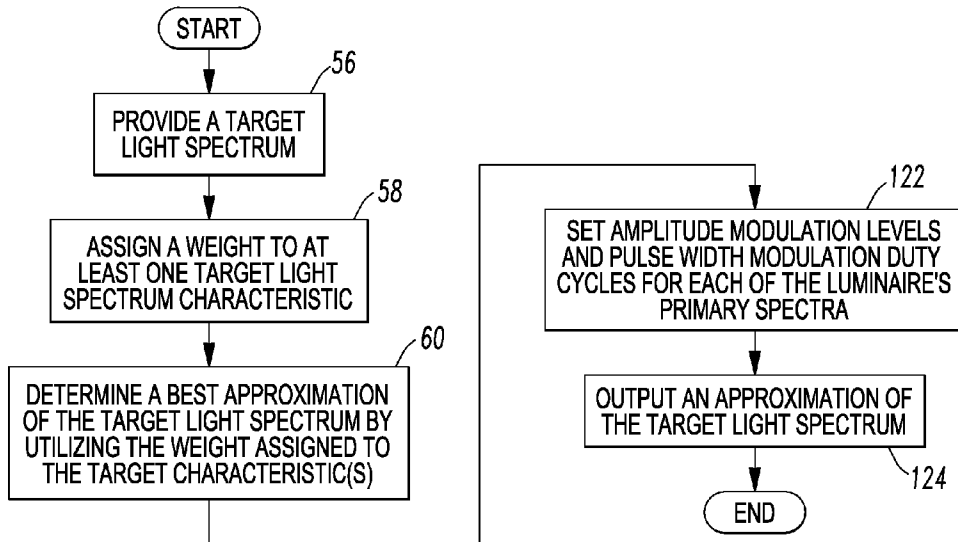 START
56
PROVIDE A TARGET
LIGHT SPECTRUM
58
ASSIGN A WEIGHT TO AT
LEAST ONE TARGET LIGHT
SPECTRUM CHARACTERISTIC
60
DETERMINE A BEST APPROXIMATION
OF THE TARGET LIGHT SPECTRUM BY
UTILIZING THE WEIGHT ASSIGNED TO
THE TARGET CHARACTERISTIC(S)
122
SET AMPLITUDE MODULATION LEVELS
AND PULSE WIDTH MODULATION DUTY
CYCLES FOR EACH OF THE LUMINAIRE'S
PRIMARY SPECTRA
OUTPUT AN APPROXIMATION OF
THE TARGET LIGHT SPECTRUM
124
END